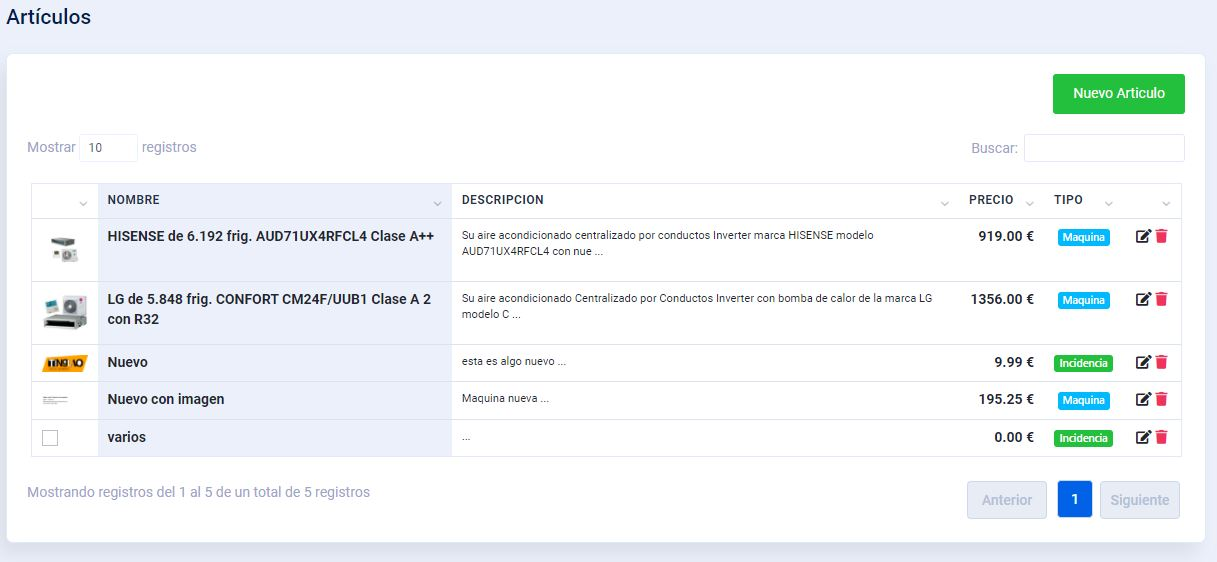 Artículos
Nuevo Articulo
Mostrar 10 registros
Buscar:
NOMBRE DESCRIPCION PRECIO TIPO
HISENSE de 6.192 frig. AUD71UX4RFCL4 Clase A++
Su aire acondicionado centralizado por conductos Inverter marca HISENSE modelo
AUD71UX4RFCL4 con nue ...
919.00 € Maquina
LG de 5.848 frig. CONFORT CM24F/UUB1 Clase A 2
con R32
Su aire acondicionado Centralizado por Conductos Inverter con bomba de calor de la marca LG
modelo C ...
1356.00 € Maquina
Nuevo esta es algo nuevo ... 9.99 € Incidencia
Nuevo con imagen Maquina nueva ... 195.25 € Maquina
varios ... 0.00 € Incidencia
Mostrando registros del 1 al 5 de un total de 5 registros
Anterior 1 Siguiente